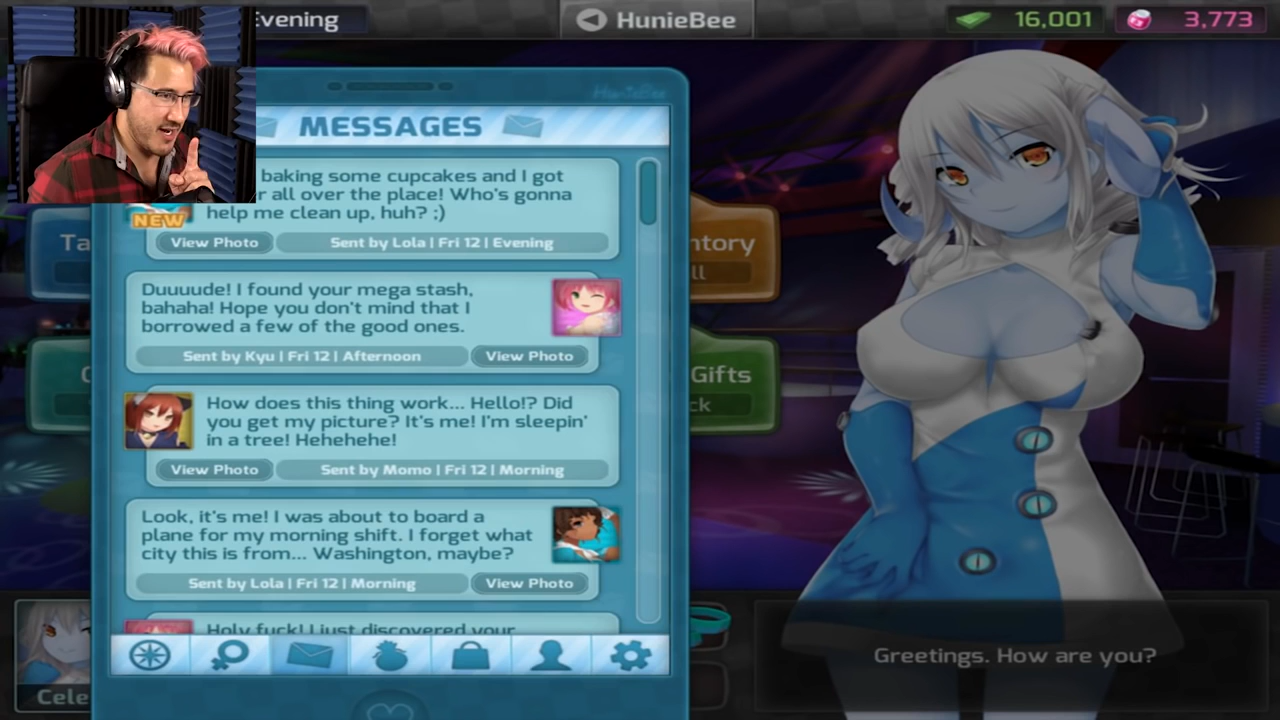 Evening
HunieBee
16,001
3,773
HunieBee
MESSAGES
baking some cupcakes and I got
r all over the place! Who's gonna
help me clean up, huh? ;)
NEW
View Photo
Sent by Lola | Fri 12 | Evening
Ta
ntory
ll
Duuuude! I found your mega stash,
bahaha! Hope you don't mind that I
borrowed a few of the good ones.
Sent by Kyu | Fri 12 | Afternoon
View Photo
Gifts
ck
How does this thing work... Hello!? Did
you get my picture? It's me! I'm sleepin'
in a tree! Hehehehe!
View Photo
Sent by Momo | Fri 12 | Morning
Look, it's me! I was about to board a
plane for my morning shift. I forget what
city this is from... Washington, maybe?
Sent by Lola | Fri 12 | Morning
View Photo
Holy fuck! I just discovered your
Greetings. How are you?
Cele